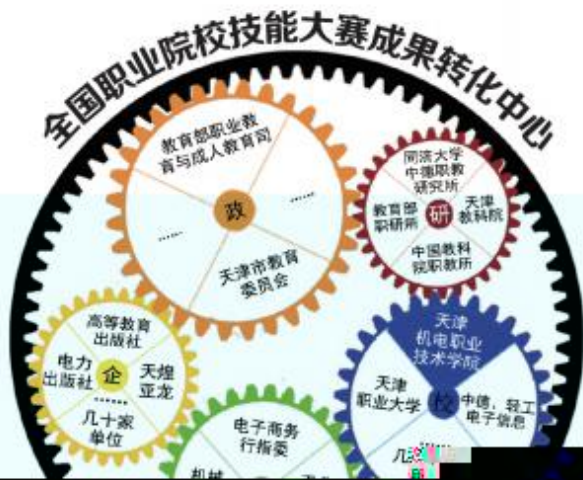 全国职业院校技能大赛成果转化中心
教育部职业教
育与成人教育司
……
政
……
天津市教育
委员会
同济大学
中德职教
研究所
教育部
职研所
研
天津
教科院
中国教科
院职教所
高等教育
出版社
电力
出版社
企
天煌
亚龙
……
几十家
单位
天津
机电职业
技术学院
天津
职业大学
校
中德，轻工
电子信息
……
几
电子商务
行指委
机械